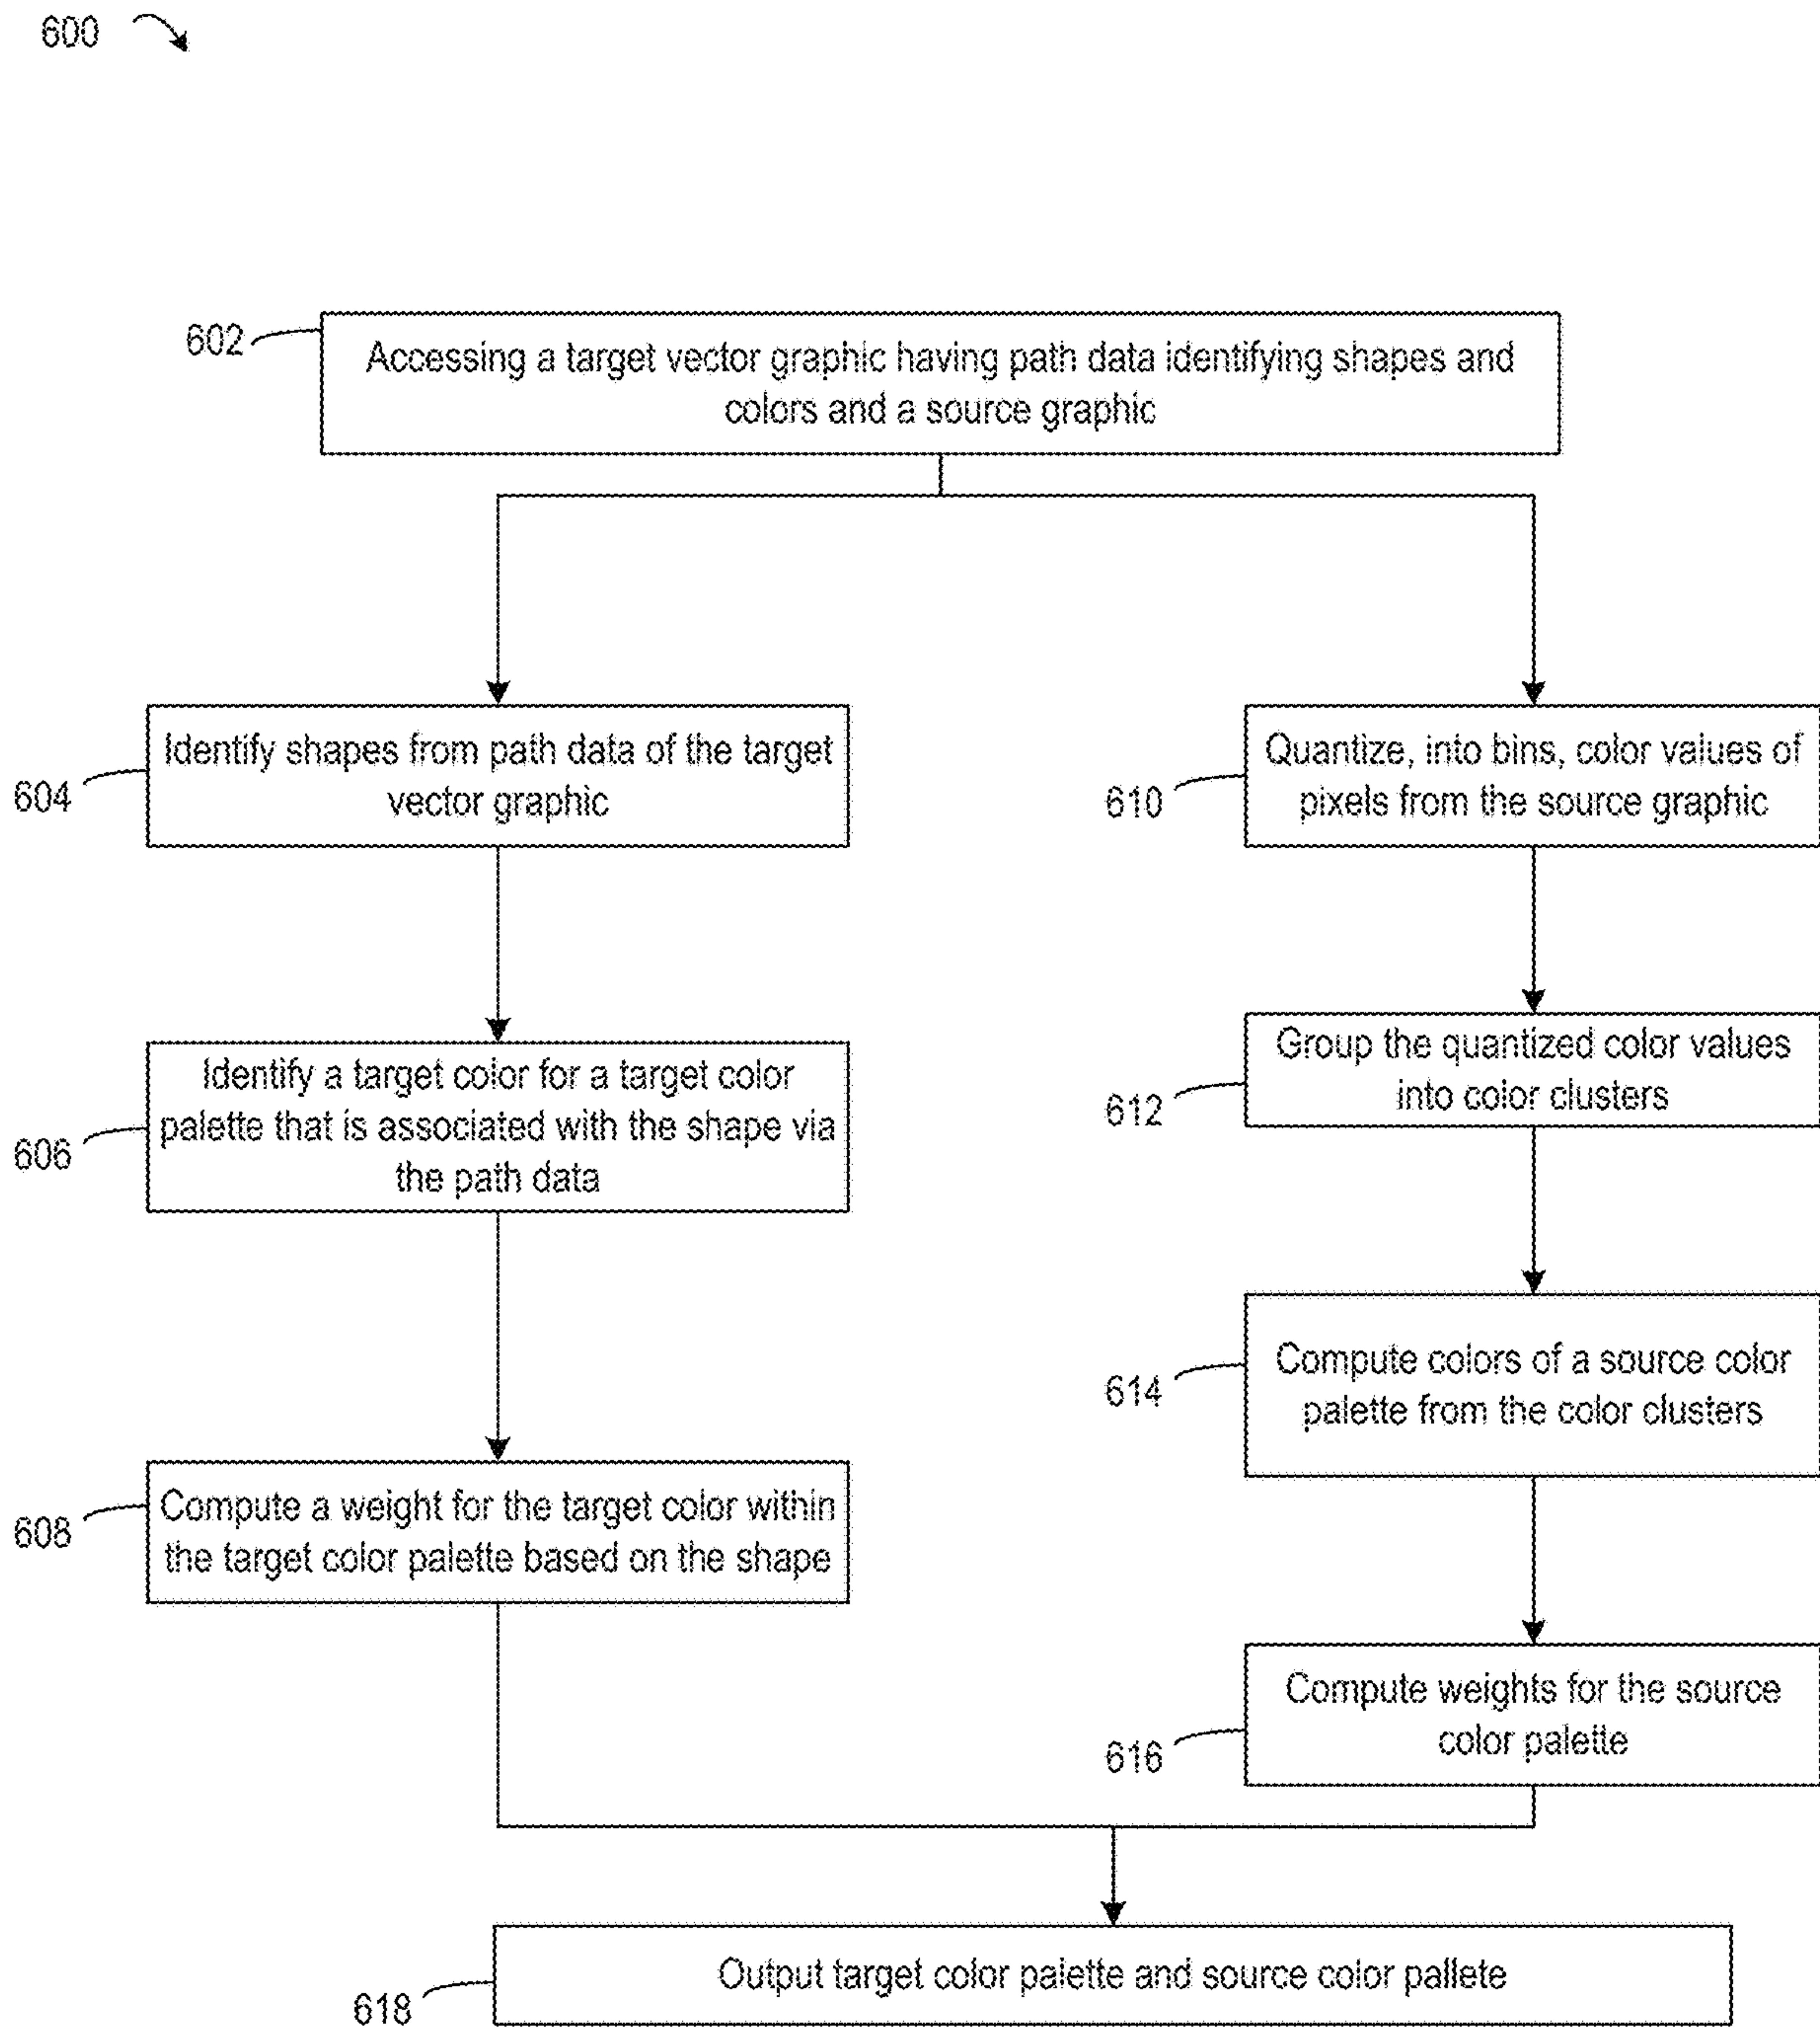 600
602
Accessing a target vector graphic having path data identifying shapes and
colors and a source graphic
604
Identify shapes from path data of the target
vector graphic
606
Identify a target color for a target color
palette that is associated with the shape via
the path data
608
Compute a weight for the target color within
the target color palette based on the shape
610
Quantize, into bins, color values of
pixels from the source graphic
612
Group the quantized color values
into color clusters
614
Compute colors of a source color
palette from the color clusters
616
Compute weights for the source
color palette
618
Output target color palette and source color pallete